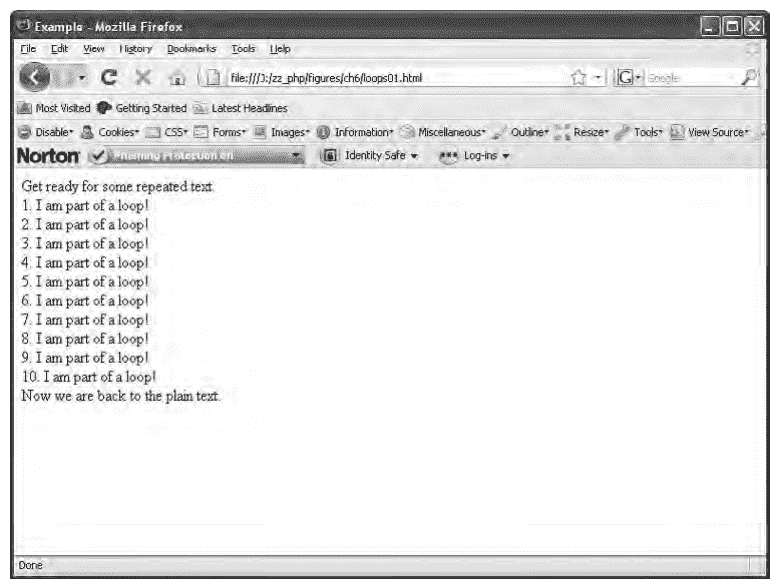 Example - Mozilla Firefox
File Edit View History Bookmarks Tools Help
file:///J:/zz_php/figures/ch6/loops01.html
G Google
Most Visited Getting Started Latest Headlines
Disable Cookies CSS Forms Images Information Miscellaneous Outline Resize Tools View Source
Norton Phishing Protection on Identity Safe Log-ins
Get ready for some repeated text.
1. I am part of a loop!
2. I am part of a loop!
3. I am part of a loop!
4. I am part of a loop!
5. I am part of a loop!
6. I am part of a loop!
7. I am part of a loop!
8. I am part of a loop!
9. I am part of a loop!
10. I am part of a loop!
Now we are back to the plain text.
Done